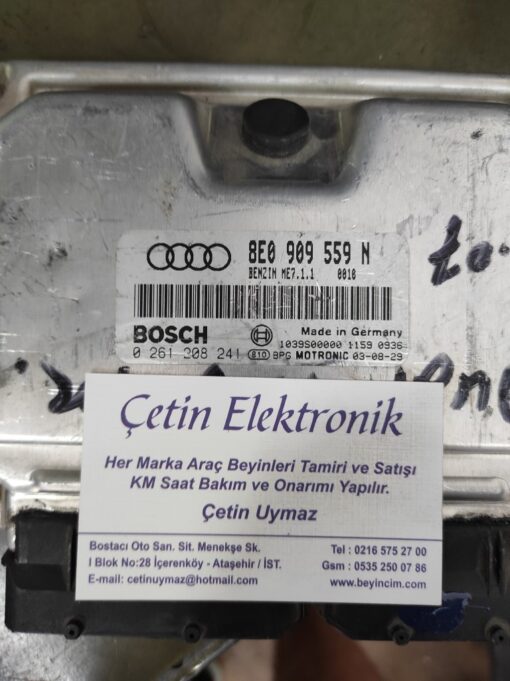 8E0 909 559 N
BENZIN ME7.1.1 0010
BOSCH
Made in Germany
1039S00000 1159 0936
0 261 208 241 810 BPG MOTRONIC 03-08-29
Çetin Elektronik
Her Marka Araç Beyinleri Tamiri ve Satışı
KM Saat Bakım ve Onarımı Yapılır.
Çetin Uymaz
Bostacı Oto San. Sit. Menekşe Sk.
I Blok No:28 İçerenköy - Ataşehir / İST.
E-mail: cetinuymaz@hotmail.com
Tel : 0216 575 27 00
Gsm : 0535 250 07 86
www.beyincim.com